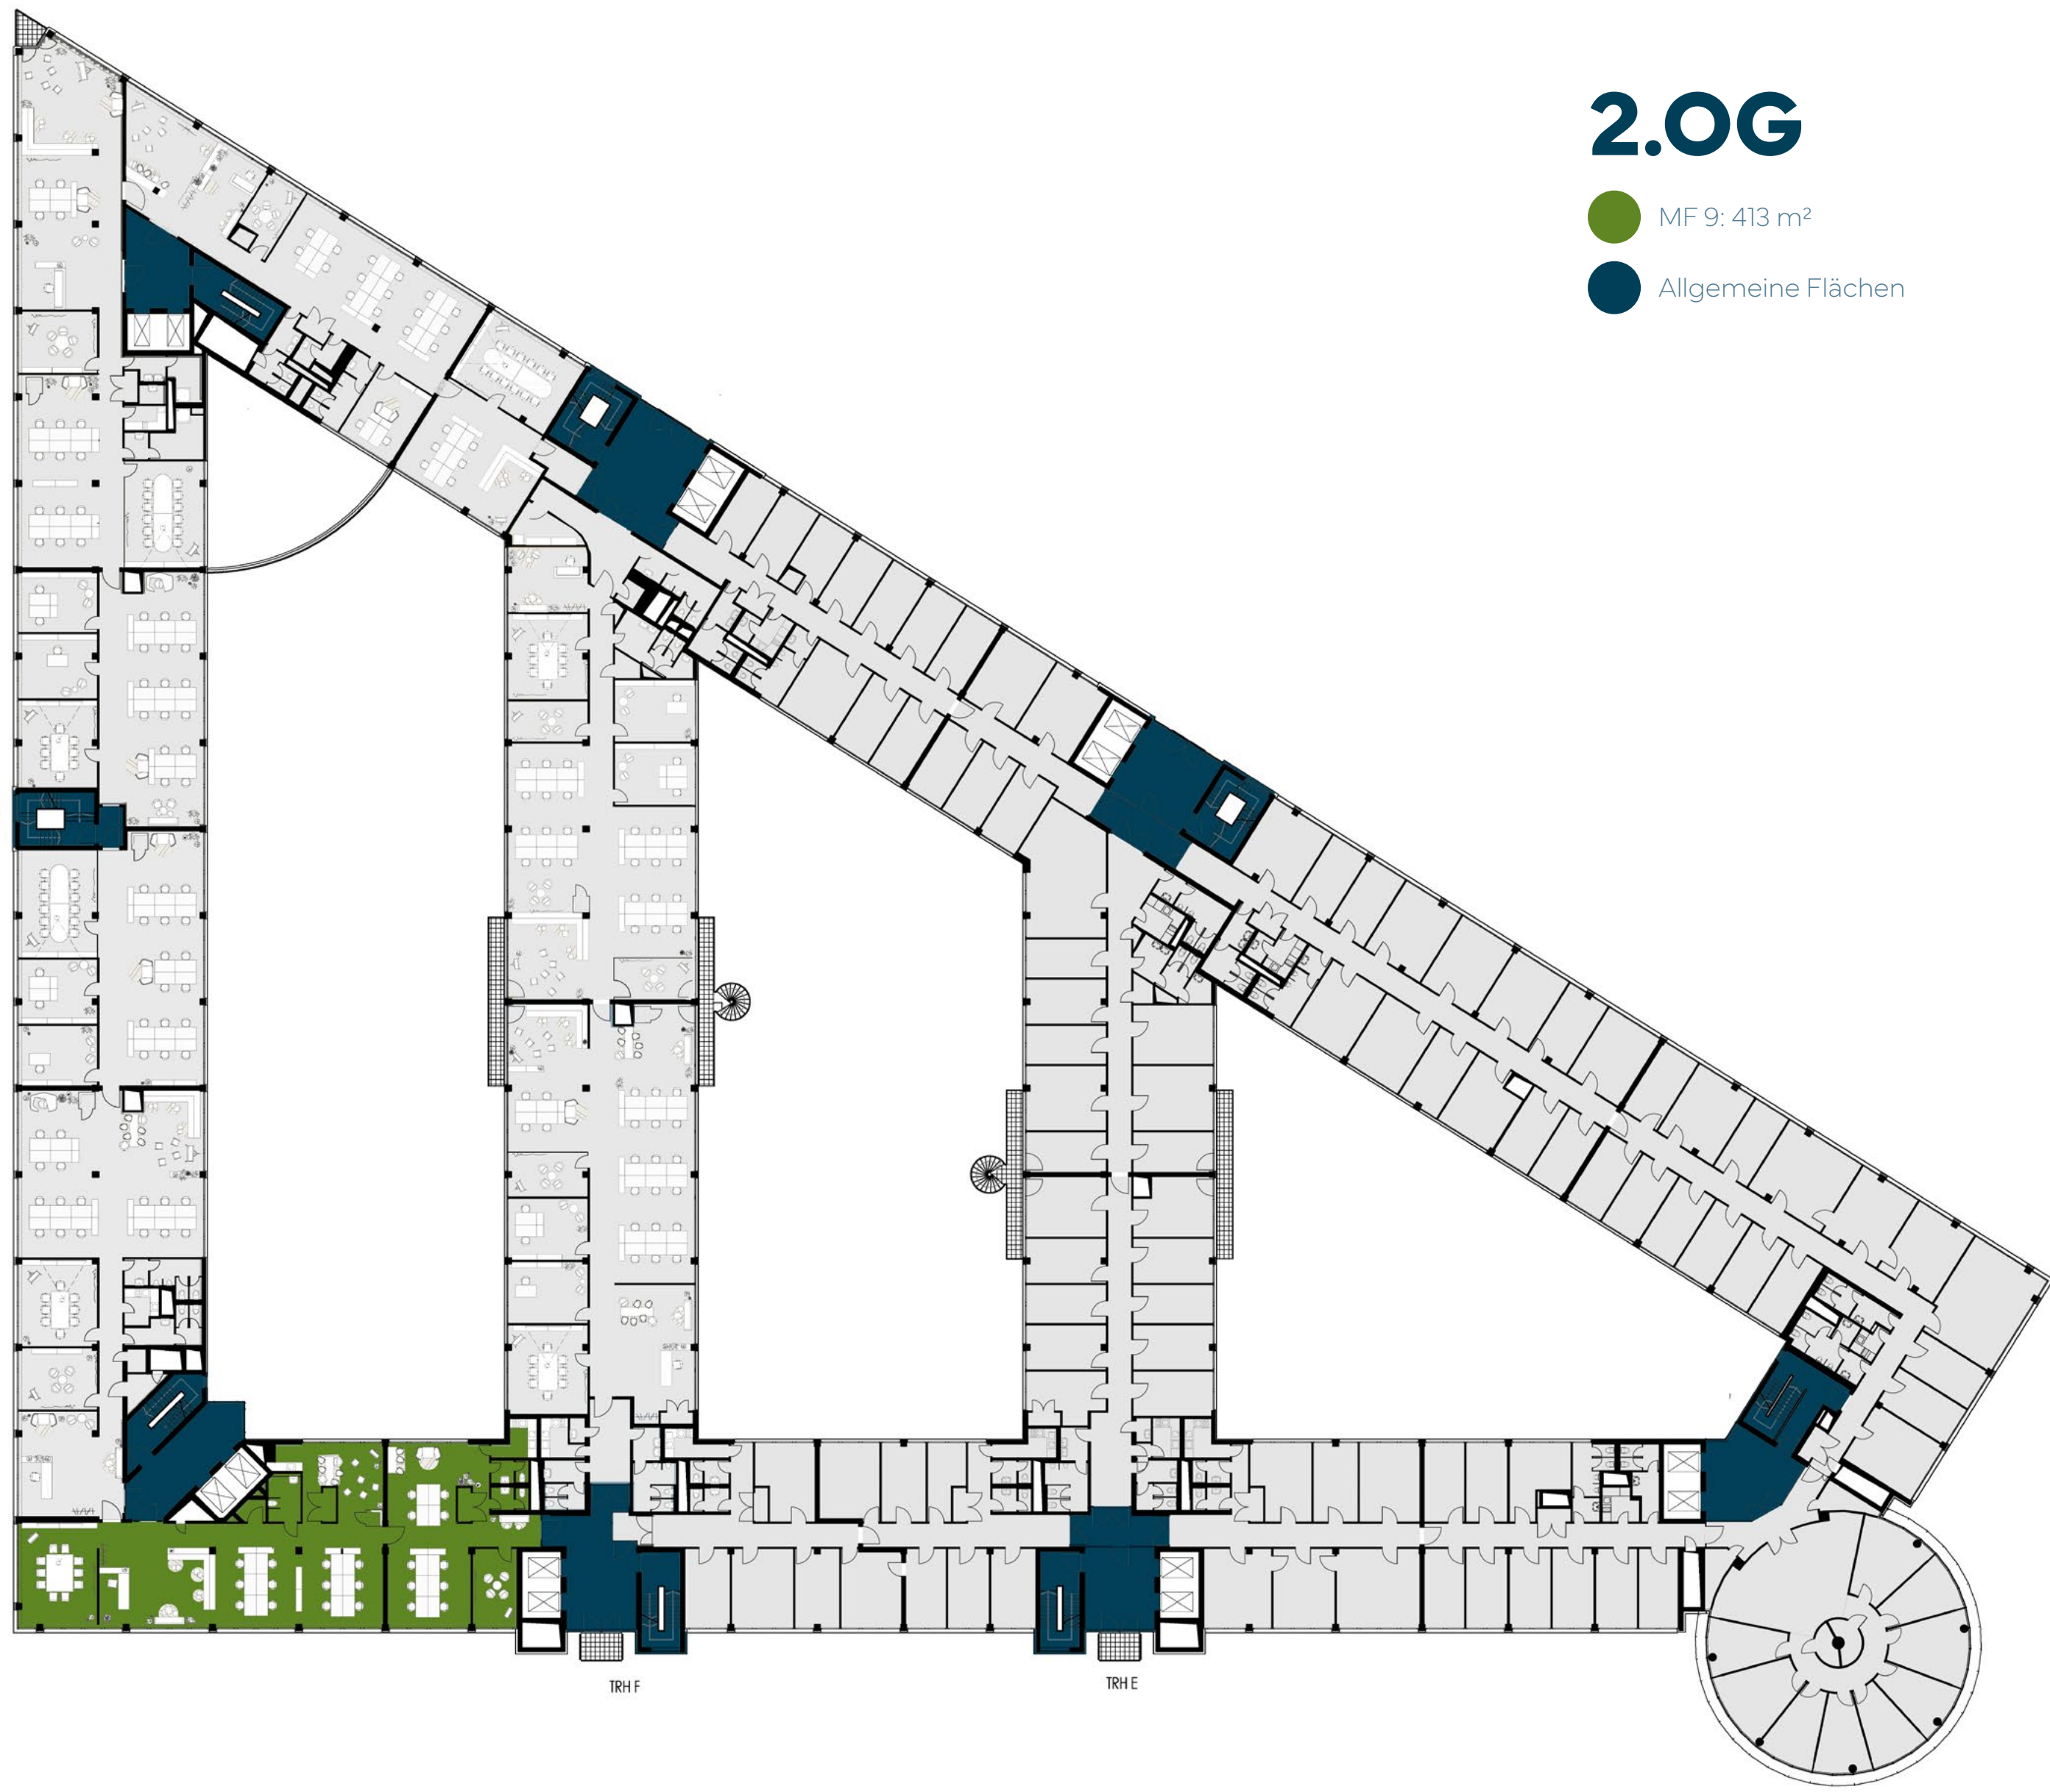 2.OG
MF 9: 413 m²
Allgemeine Flächen
TRH F
TRH E